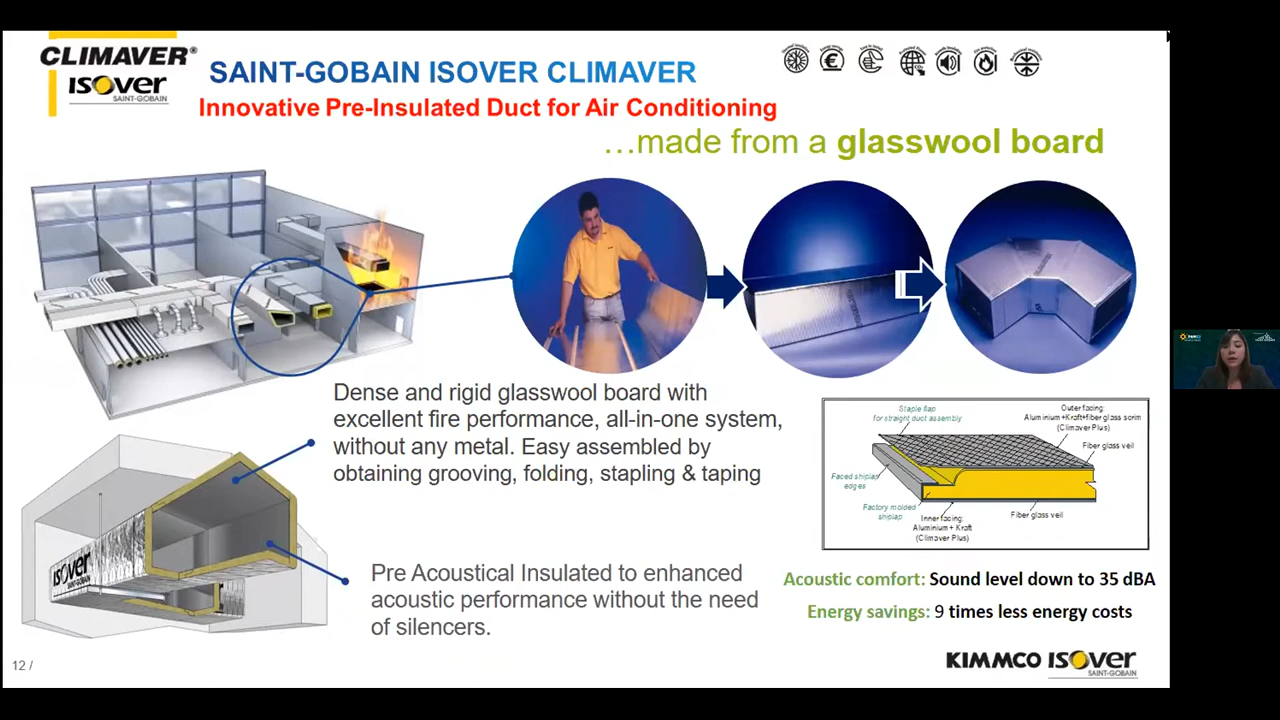 CLIMAVER®
isover
SAINT-GOBAIN
SAINT-GOBAIN ISOVER CLIMAVER
Innovative Pre-Insulated Duct for Air Conditioning
…made from a glasswool board
Dense and rigid glasswool board with
excellent fire performance, all-in-one system,
without any metal. Easy assembled by
obtaining grooving, folding, stapling & taping
isover
SAINT-GOBAIN
Pre Acoustical Insulated to enhanced
acoustic performance without the need
of silencers.
Staple flap
for straight duct assembly
Outer facing:
Aluminium+Kraft+fiber glass scrim
(Climaver Plus)
Fiber glass veil
Faced shiplap
edges
Factory molded
shiplap
Inner facing:
Aluminium + Kraft
(Climaver Plus)
Fiber glass veil
Acoustic comfort: Sound level down to 35 dBA
Energy savings: 9 times less energy costs
12 /
KIMMCO isover
SAINT-GOBAIN